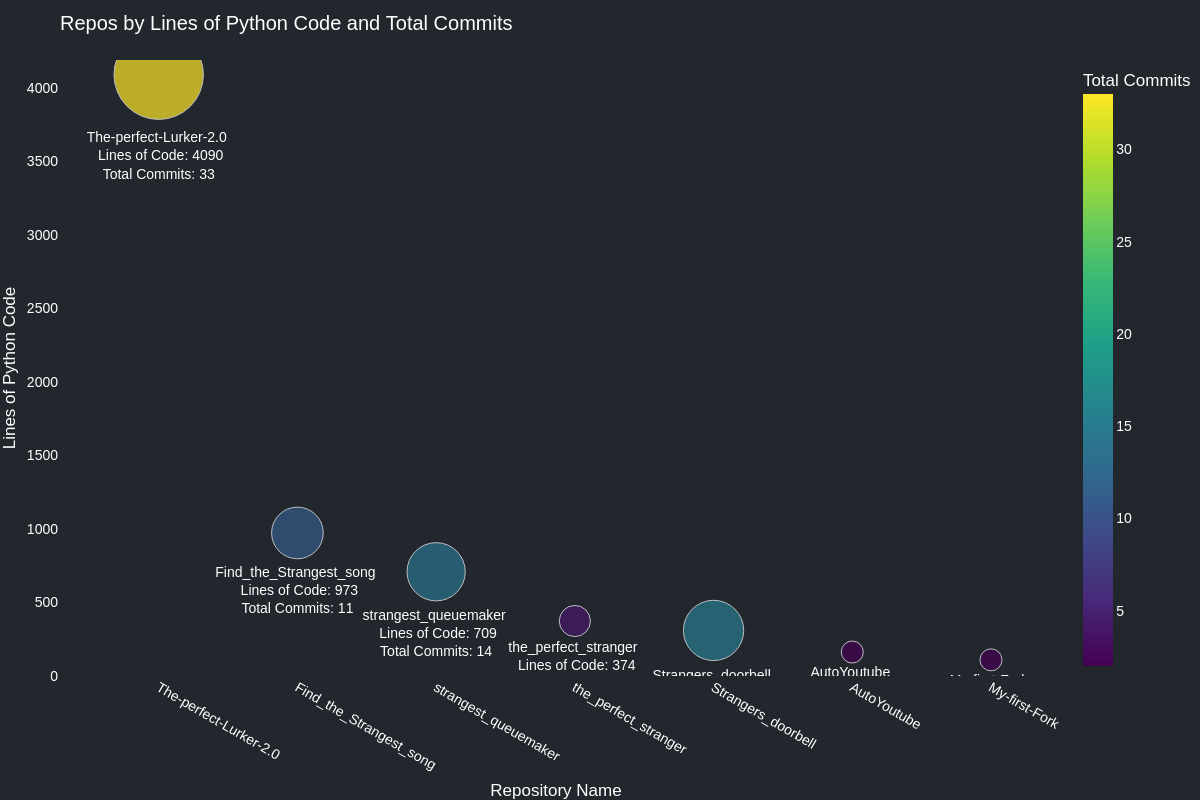 Repos by Lines of Python Code and Total Commits
Total Commits
4000
3500
3000
2500
2000
1500
1000
500
0
Lines of Python Code
The-perfect-Lurker-2.0
Lines of Code: 4090
Total Commits: 33
Find_the_Strangest_song
Lines of Code: 973
Total Commits: 11
strangest_queuemaker
Lines of Code: 709
Total Commits: 14
the_perfect_stranger
Lines of Code: 374
Strangers_doorbell
AutoYoutube
My-first-Fork
30
25
20
15
10
5
The-perfect-Lurker-2.0
Find_the_Strangest_song
strangest_queuemaker
the_perfect_stranger
Strangers_doorbell
AutoYoutube
My-first-Fork
Repository Name